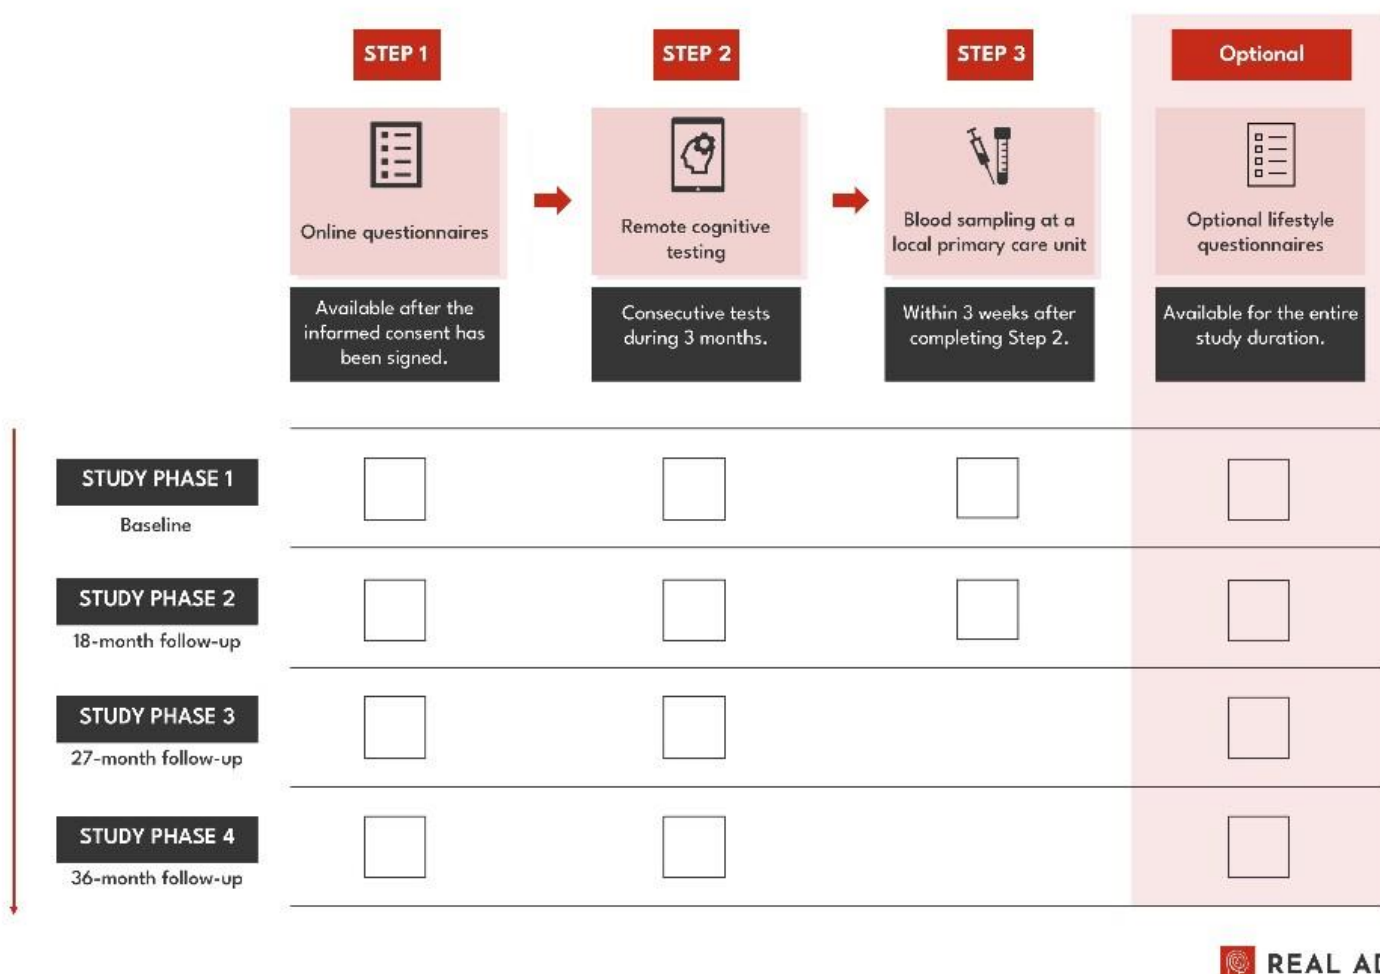 STEP 1
STEP 2
STEP 3
Optional
Online questionnaires
Remote cognitive
testing
Blood sampling at a
local primary care unit
Optional lifestyle
questionnaires
Available after the
informed consent has
been signed.
Consecutive tests
during 3 months.
Within 3 weeks after
completing Step 2.
Available for the entire
study duration.
STUDY PHASE 1
Baseline
STUDY PHASE 2
18-month follow-up
STUDY PHASE 3
27-month follow-up
STUDY PHASE 4
36-month follow-up
REAL AD